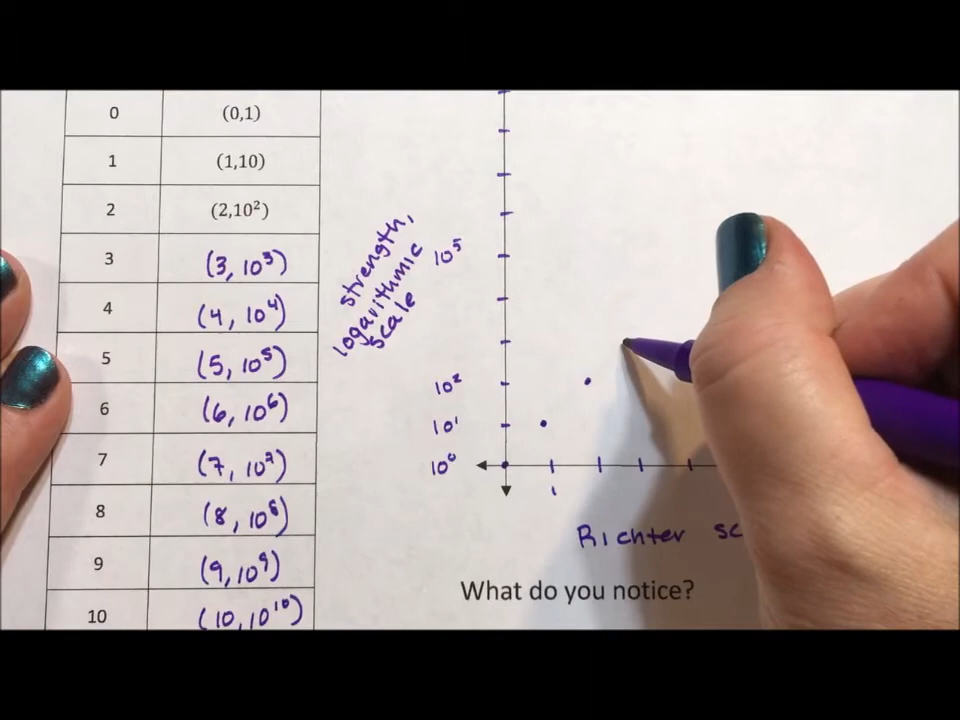 0 (0,1)
1 (1,10)
2 (2,10²)
3 (3, 10³)
4 (4, 10⁴)
5 (5, 10⁵)
6 (6, 10⁶)
7 (7, 10⁷)
8 (8, 10⁸)
9 (9, 10⁹)
10 (10, 10¹⁰)
strength,
logarithmic
scale
10⁵
10²
10¹
10⁰
1
Richter sc
What do you notice?